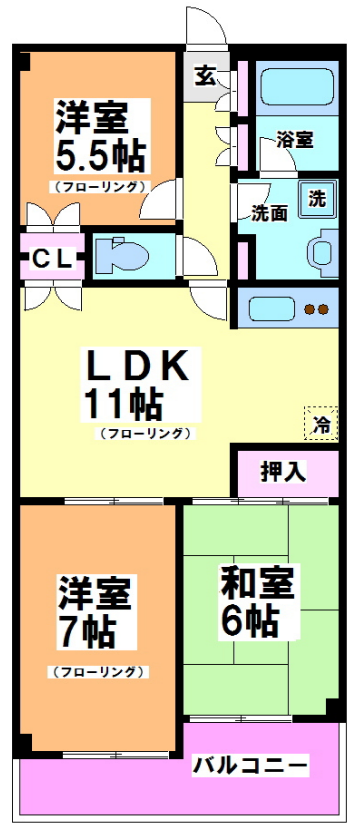 玄
洋室
5.5帖
(フローリング)
浴室
洗面
洗
CL
LDK
11帖
(フローリング)
冷
押入
洋室
7帖
(フローリング)
和室
6帖
バルコニー